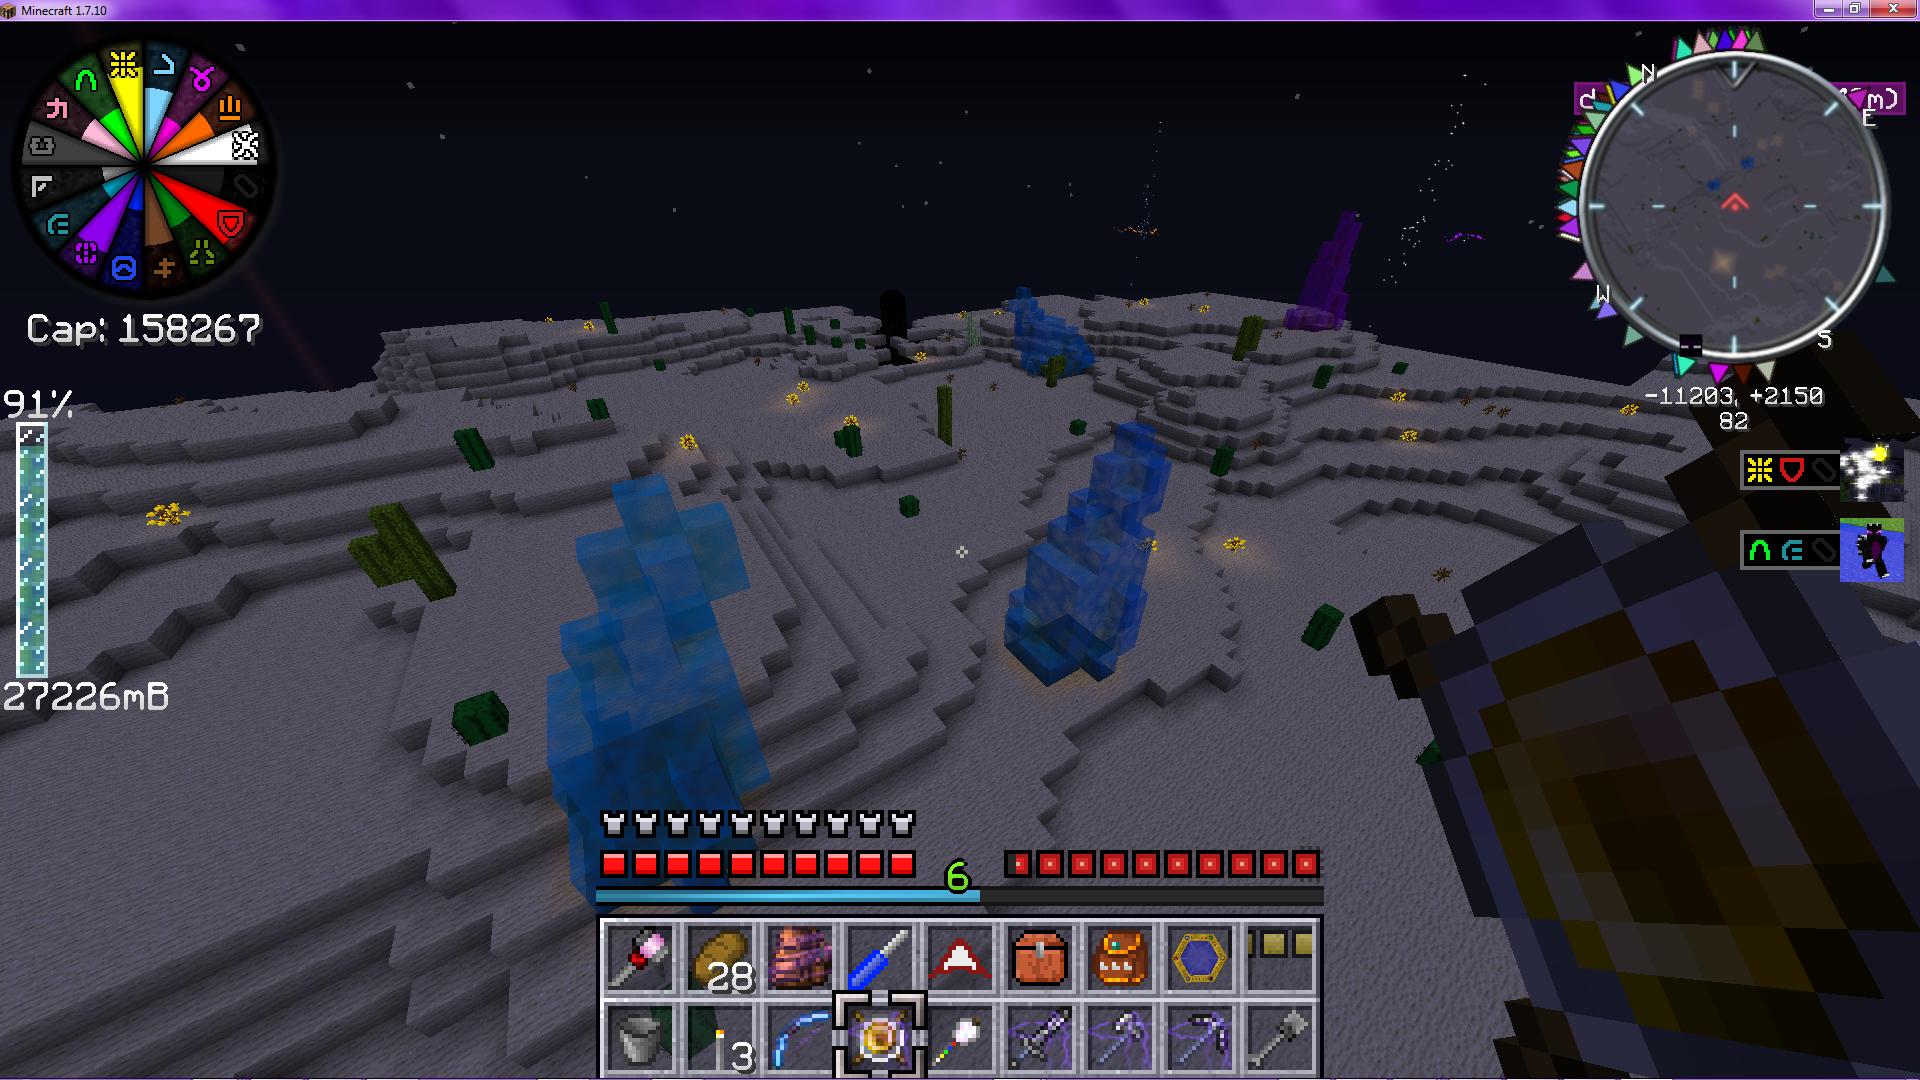 Minecraft 1.7.10
N
m)
E
Cap: 158267
W
S
91%
-11203, +2150
82
27226mB
6
28
3